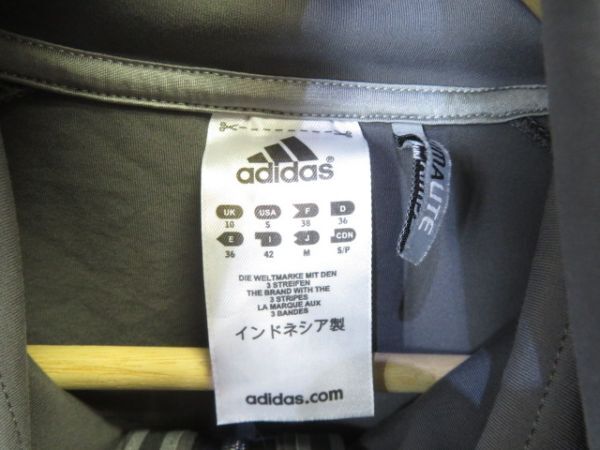 adidas
UK USA F D
10 S 38 36
E I J CDN
36 42 M S/P
DIE WELTMARKE MIT DEN
3 STREIFEN
THE BRAND WITH THE
3 STRIPES
LA MARQUE AUX
3 BANDES
インドネシア製
adidas.com